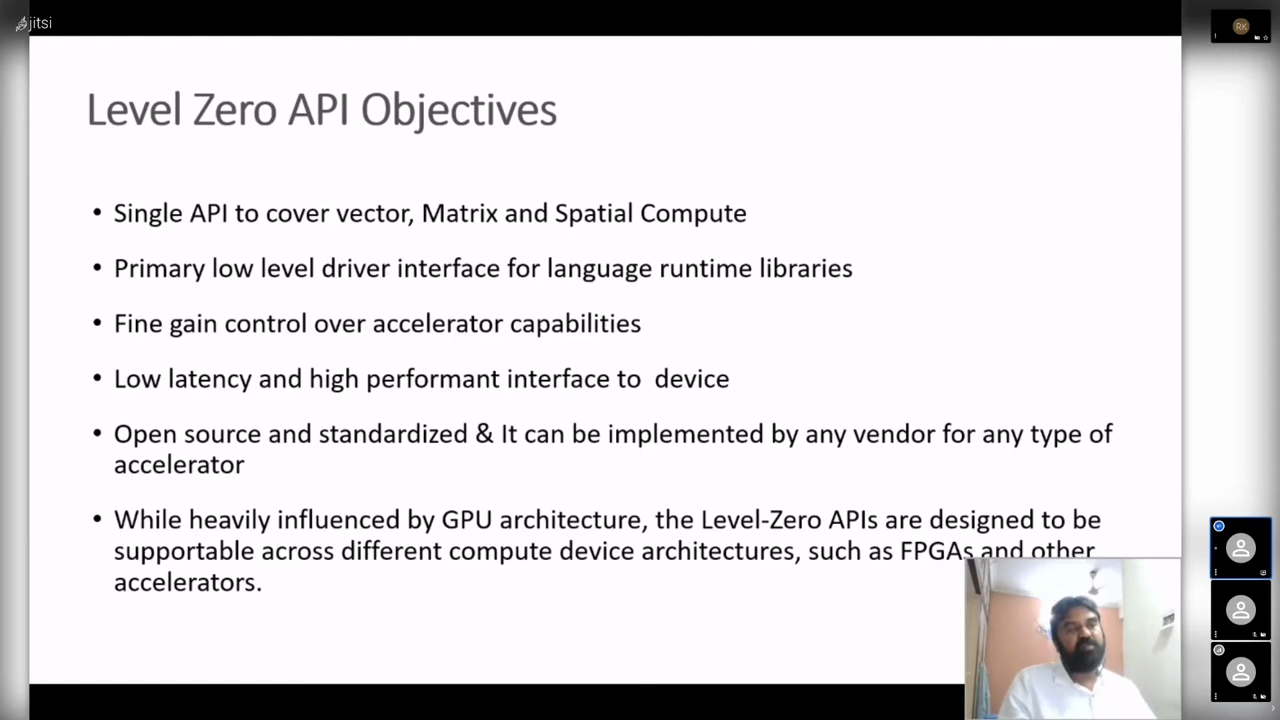 jitsi
RK
Level Zero API Objectives
• Single API to cover vector, Matrix and Spatial Compute
• Primary low level driver interface for language runtime libraries
• Fine gain control over accelerator capabilities
• Low latency and high performant interface to  device
• Open source and standardized & It can be implemented by any vendor for any type of
accelerator
• While heavily influenced by GPU architecture, the Level-Zero APIs are designed to be
supportable across different compute device architectures, such as FPGAs and other
accelerators.